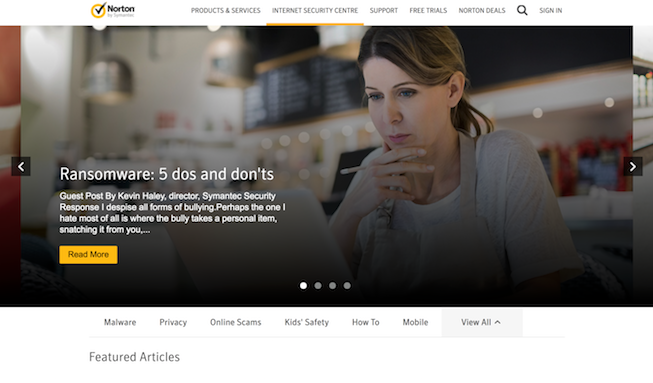 Norton
by Symantec
PRODUCTS & SERVICES
INTERNET SECURITY CENTRE
SUPPORT
FREE TRIALS
NORTON DEALS
SIGN IN
Ransomware: 5 dos and don'ts
Guest Post By Kevin Haley, director, Symantec Security
Response I despise all forms of bullying.Perhaps the one I
hate most of all is where the bully takes a personal item,
snatching it from you,...
Read More
Malware
Privacy
Online Scams
Kids' Safety
How To
Mobile
View All
Featured Articles